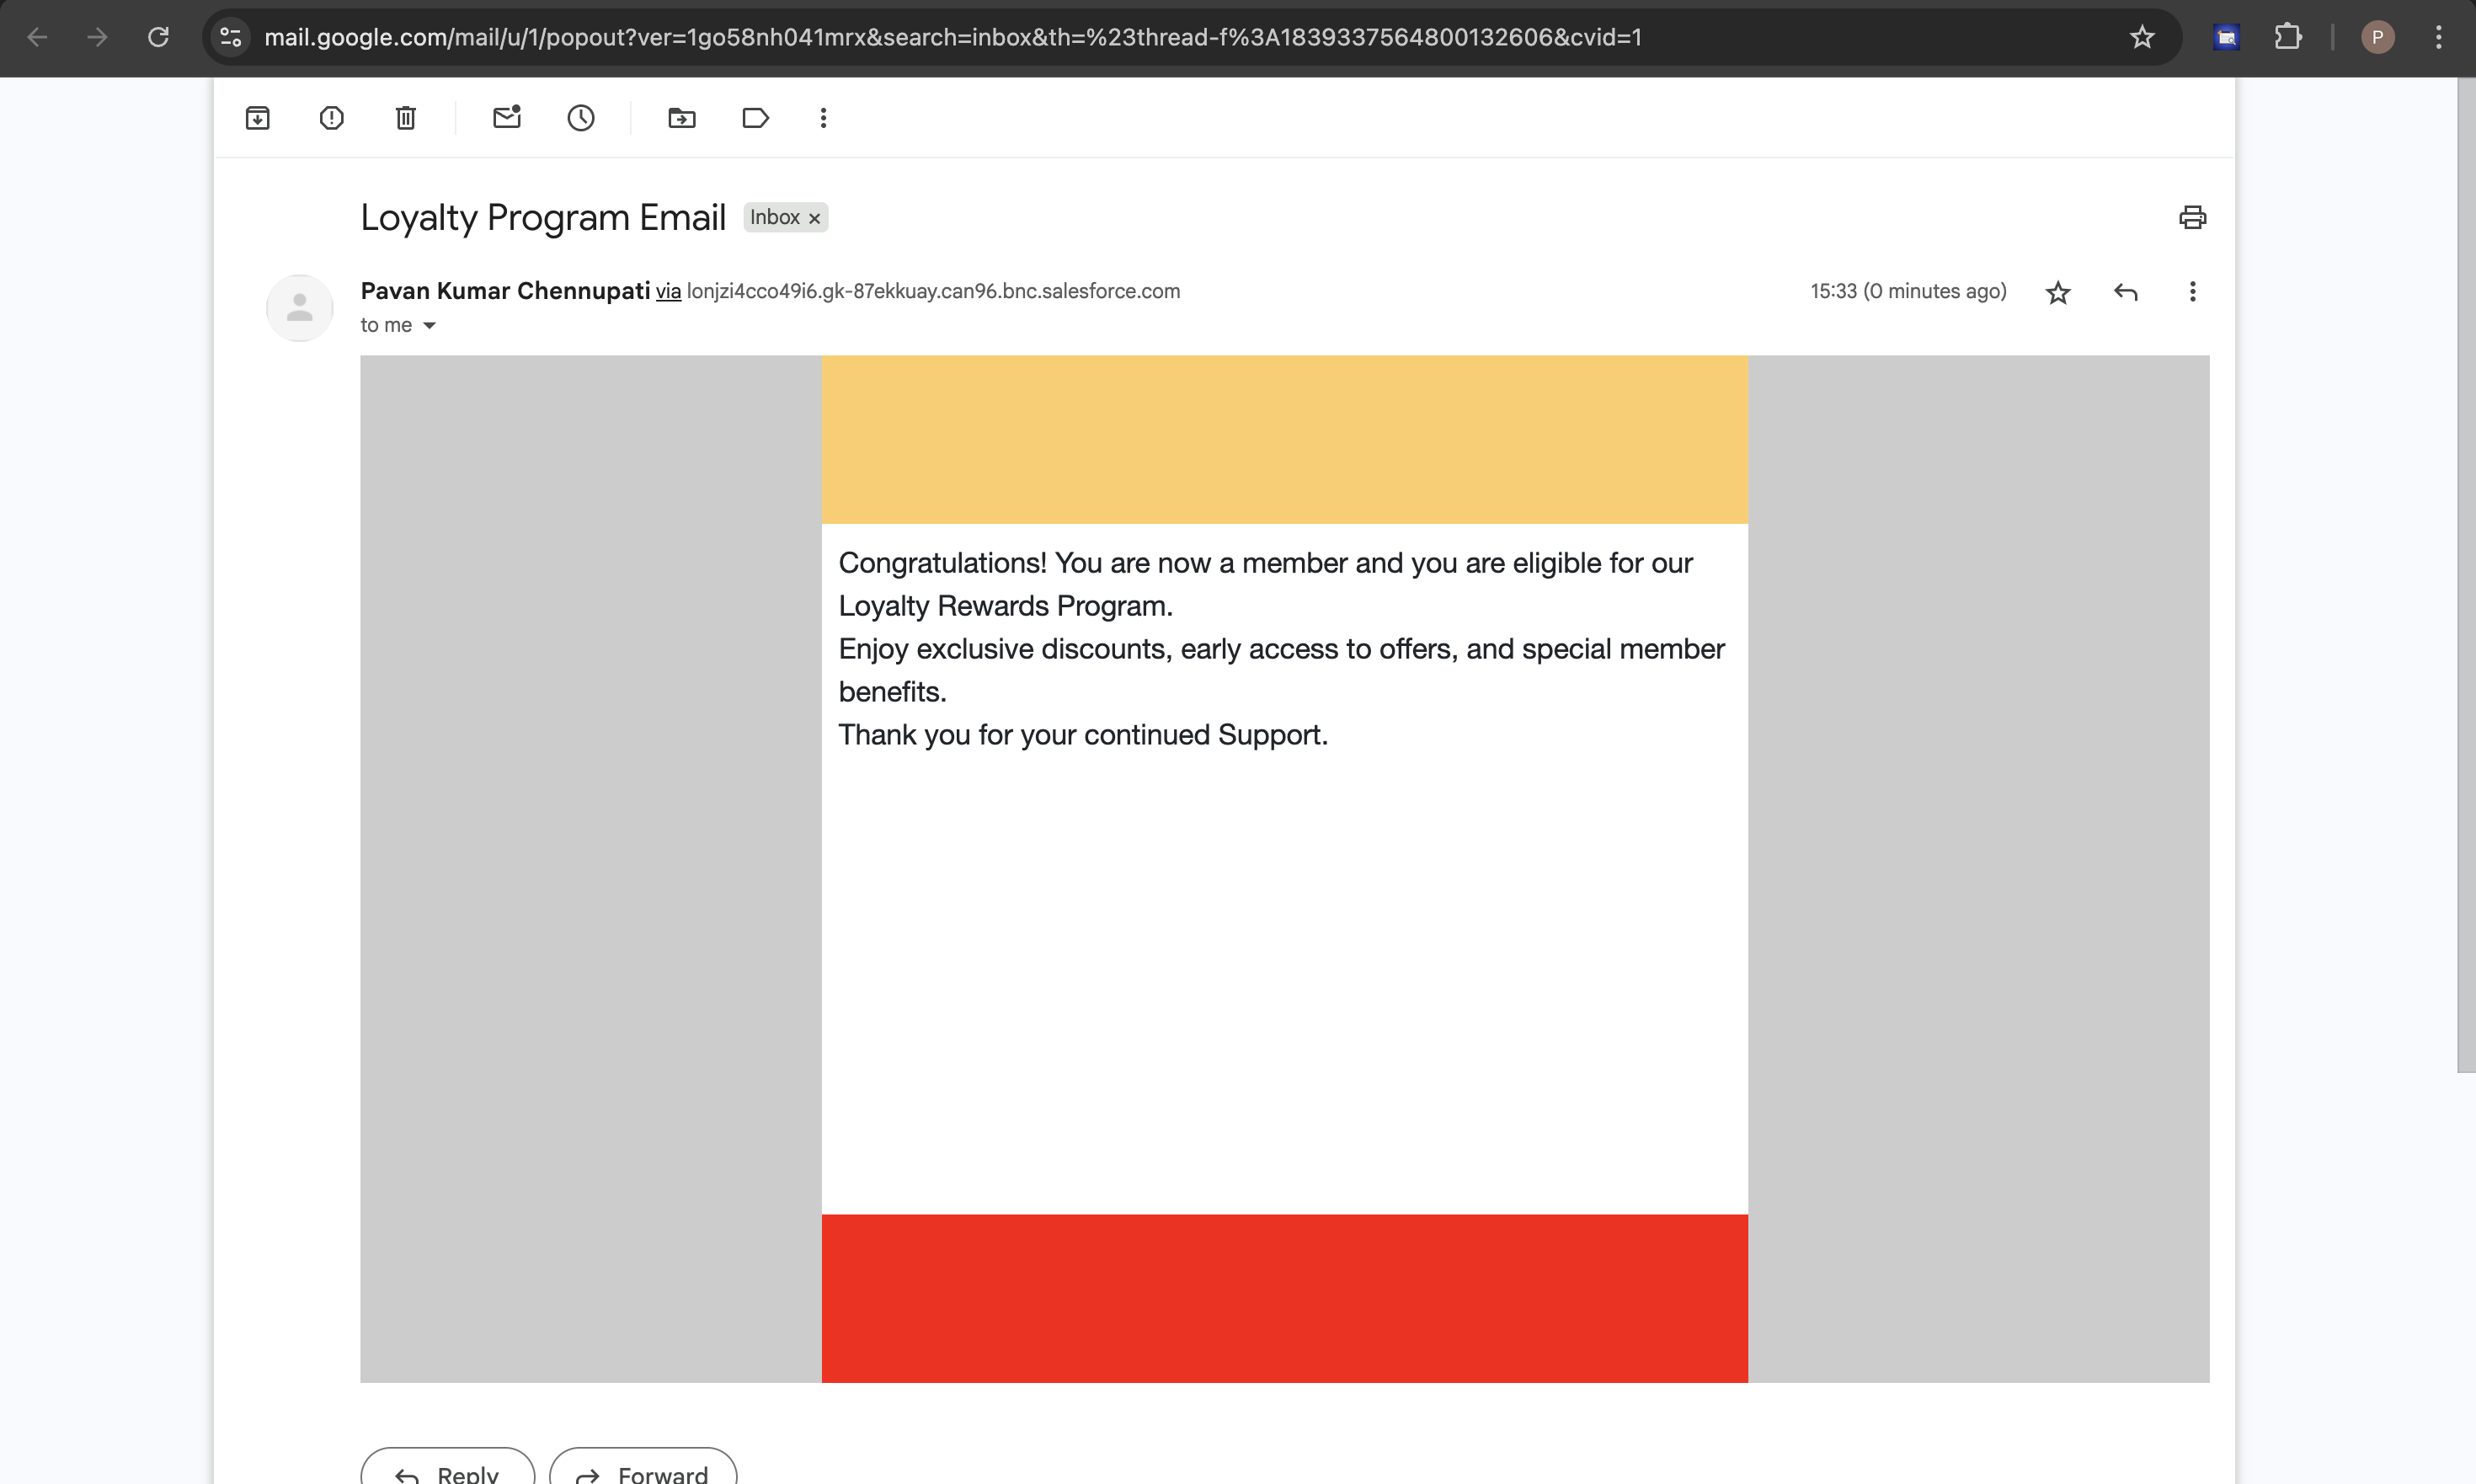 mail.google.com/mail/u/1/popout?ver=1go58nh041mrx&search=inbox&th=%23thread-f%3A1839337564800132606&cvid=1
P
Loyalty Program Email Inbox ×
Pavan Kumar Chennupati via lonjzi4cco49i6.gk-87ekkuay.can96.bnc.salesforce.com 15:33 (0 minutes ago)
to me
Congratulations! You are now a member and you are eligible for our
Loyalty Rewards Program.
Enjoy exclusive discounts, early access to offers, and special member
benefits.
Thank you for your continued Support.
Reply Forward